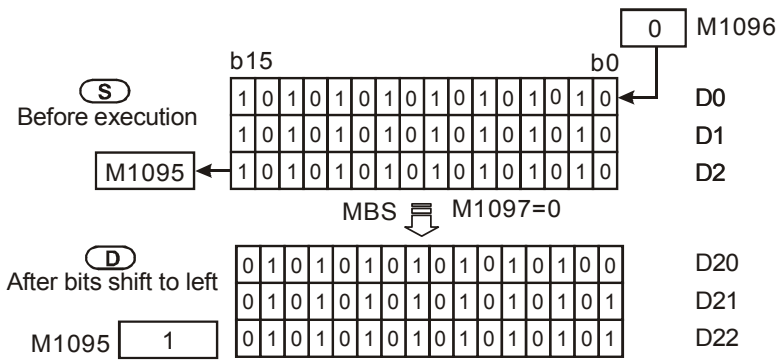 0 M1096
b15 b0
S
Before execution
1 0 1 0 1 0 1 0 1 0 1 0 1 0 1 0 D0
1 0 1 0 1 0 1 0 1 0 1 0 1 0 1 0 D1
M1095 1 0 1 0 1 0 1 0 1 0 1 0 1 0 1 0 D2
MBS M1097=0
D
After bits shift to left
0 1 0 1 0 1 0 1 0 1 0 1 0 1 0 0 D20
0 1 0 1 0 1 0 1 0 1 0 1 0 1 0 1 D21
M1095 1 0 1 0 1 0 1 0 1 0 1 0 1 0 1 0 1 D22